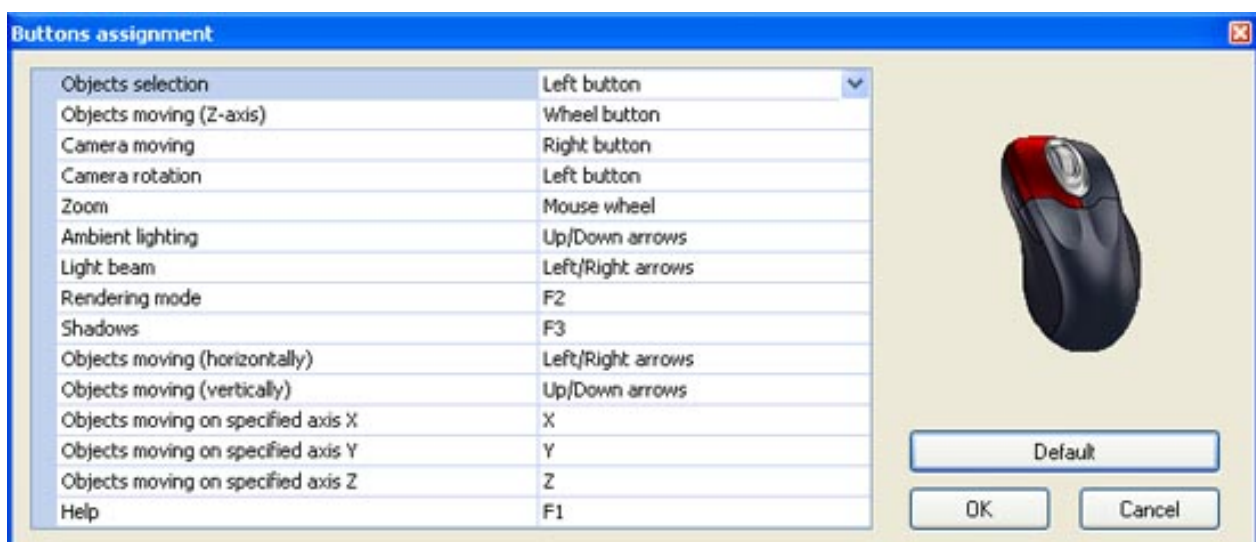 Buttons assignment
Objects selection Left button
Objects moving (Z-axis) Wheel button
Camera moving Right button
Camera rotation Left button
Zoom Mouse wheel
Ambient lighting Up/Down arrows
Light beam Left/Right arrows
Rendering mode F2
Shadows F3
Objects moving (horizontally) Left/Right arrows
Objects moving (vertically) Up/Down arrows
Objects moving on specified axis X X
Objects moving on specified axis Y Y
Objects moving on specified axis Z Z
Help F1
Default
OK Cancel